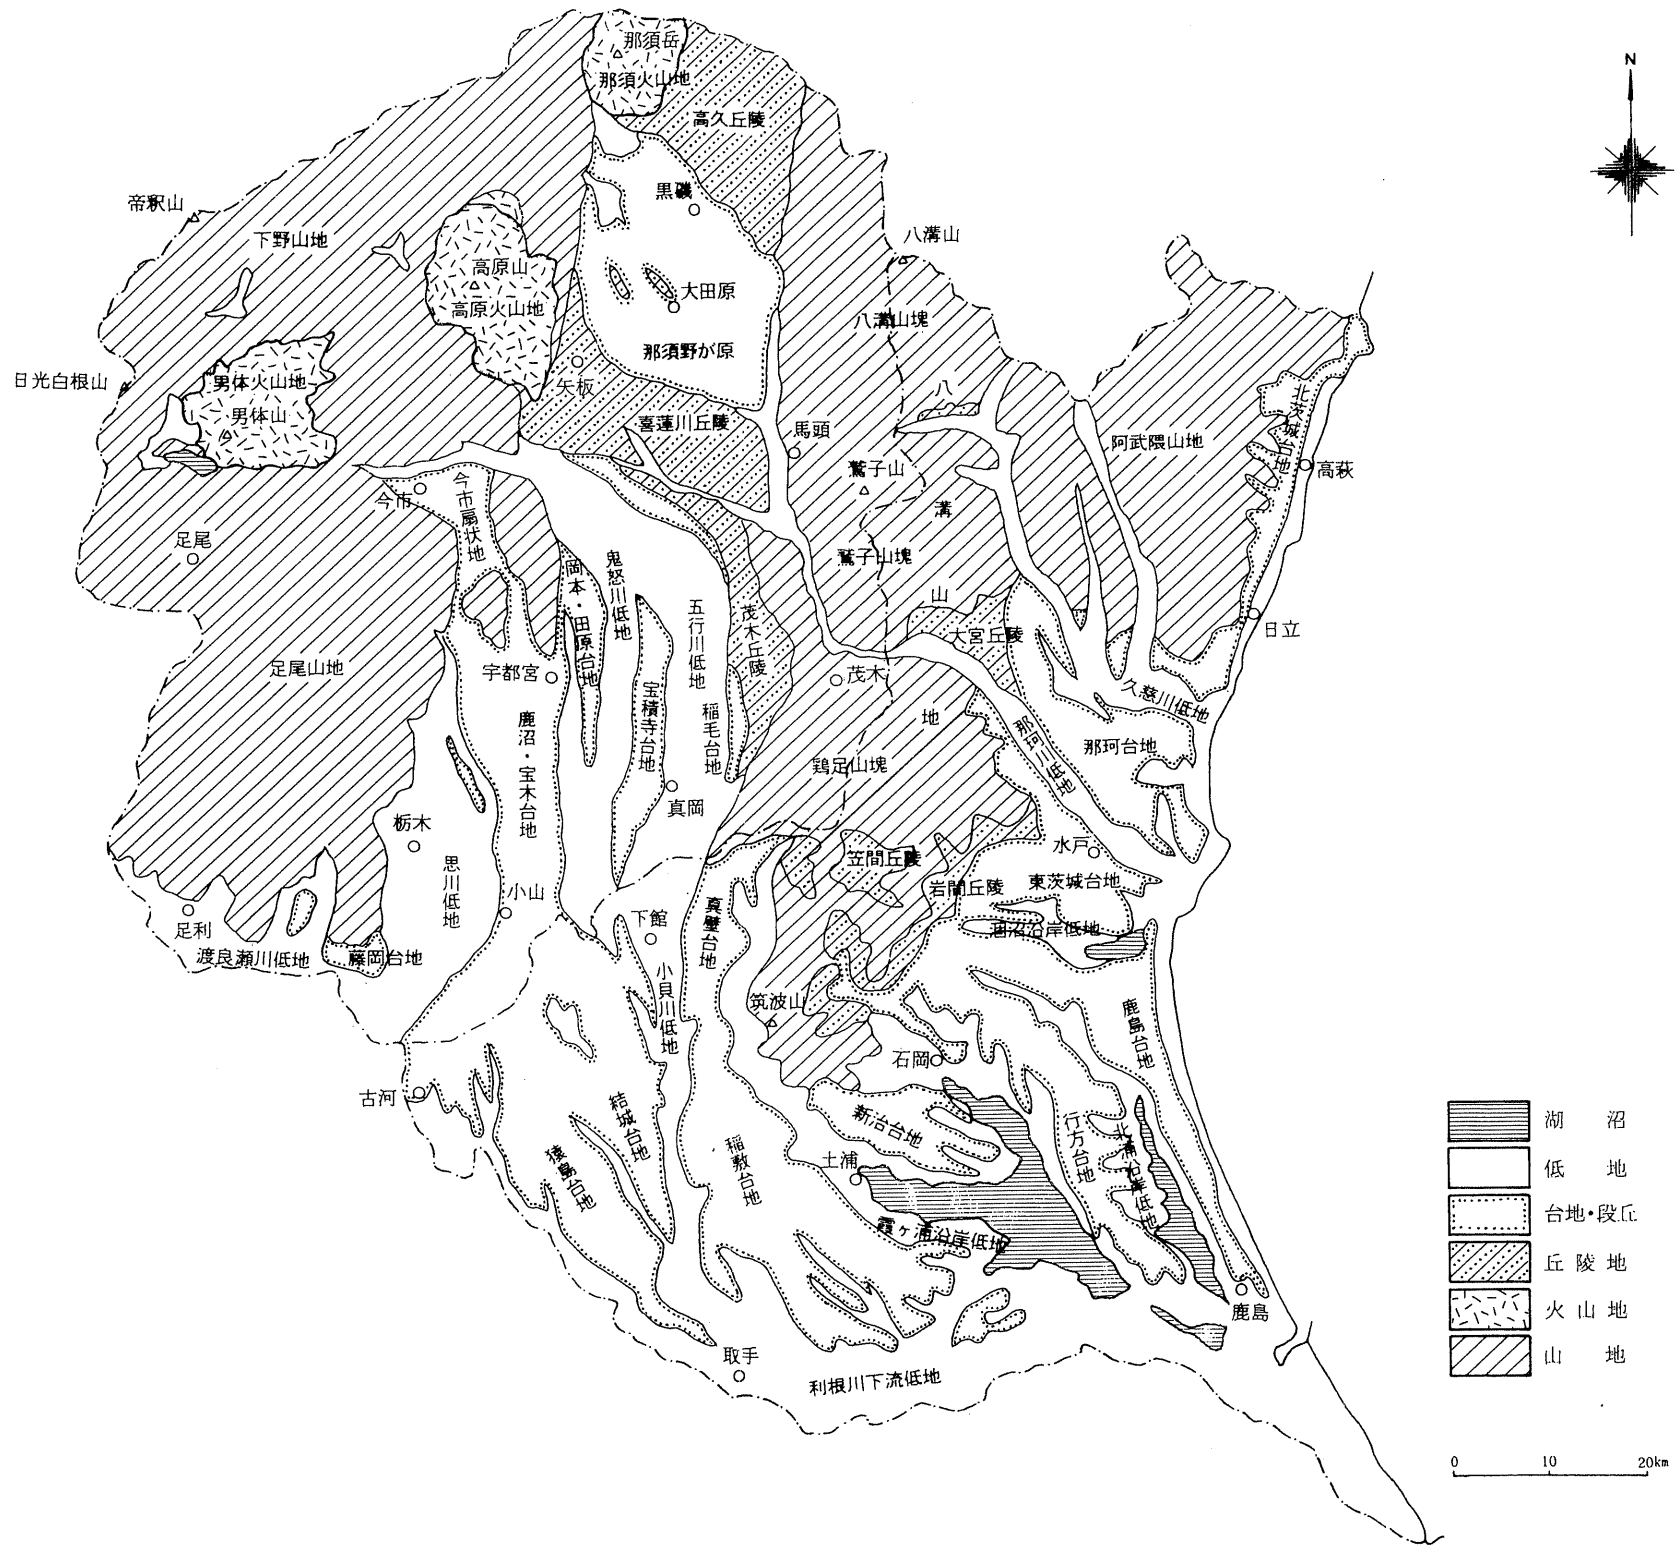 那須岳
那須火山地
高久丘陵
N
黒磯
帝釈山
下野山地
八溝山
高原山
高原火山地
大田原
八溝山塊
那須野が原
日光白根山
男体火山地
男体山
矢板
八
溝
山
地
北茨城台地
喜蓮川丘陵
馬頭
阿武隈山地
鷲子山
高萩
今市
今市扇状地
足尾
鬼怒川低地
鷲子山塊
岡本・田原台地
五行川低地
茂木丘陵
大宮丘陵
日立
足尾山地
宇都宮
宝積寺台地
茂木
久慈川低地
鹿沼・宝木台地
稲毛台地
那珂川低地
那珂台地
鶏足山塊
真岡
栃木
水戸
思川低地
笠間丘陵
小山
岩間丘陵
東茨城台地
足利
下館
真壁台地
涸沼沿岸低地
渡良瀬川低地
藤岡台地
小貝川低地
筑波山
鹿島台地
石岡
古河
結城台地
新治台地
行方台地
北浦沿岸低地
猿島台地
稲敷台地
土浦
霞ヶ浦沿岸低地
鹿島
取手
利根川下流低地
湖沼
低地
台地・段丘
丘陵地
火山地
山地
0 10 20km